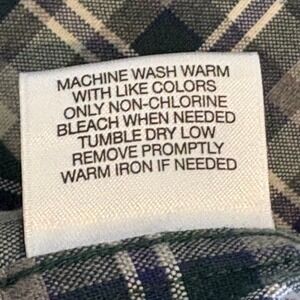 MACHINE WASH WARM
WITH LIKE COLORS
ONLY NON-CHLORINE
BLEACH WHEN NEEDED
TUMBLE DRY LOW
REMOVE PROMPTLY
WARM IRON IF NEEDED